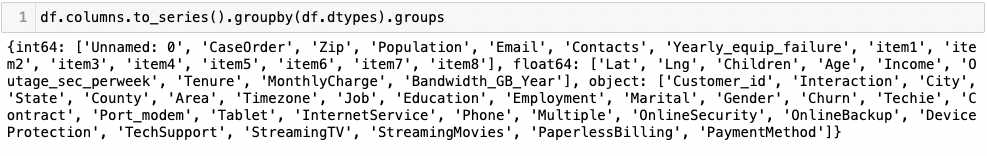 1 df.columns.to_series().groupby(df.dtypes).groups
{int64: ['Unnamed: 0', 'CaseOrder', 'Zip', 'Population', 'Email', 'Contacts', 'Yearly_equip_failure', 'item1', 'ite
m2', 'item3', 'item4', 'item5', 'item6', 'item7', 'item8'], float64: ['Lat', 'Lng', 'Children', 'Age', 'Income', 'O
utage_sec_perweek', 'Tenure', 'MonthlyCharge', 'Bandwidth_GB_Year'], object: ['Customer_id', 'Interaction', 'City',
'State', 'County', 'Area', 'Timezone', 'Job', 'Education', 'Employment', 'Marital', 'Gender', 'Churn', 'Techie', 'C
ontract', 'Port_modem', 'Tablet', 'InternetService', 'Phone', 'Multiple', 'OnlineSecurity', 'OnlineBackup', 'Device
Protection', 'TechSupport', 'StreamingTV', 'StreamingMovies', 'PaperlessBilling', 'PaymentMethod']}